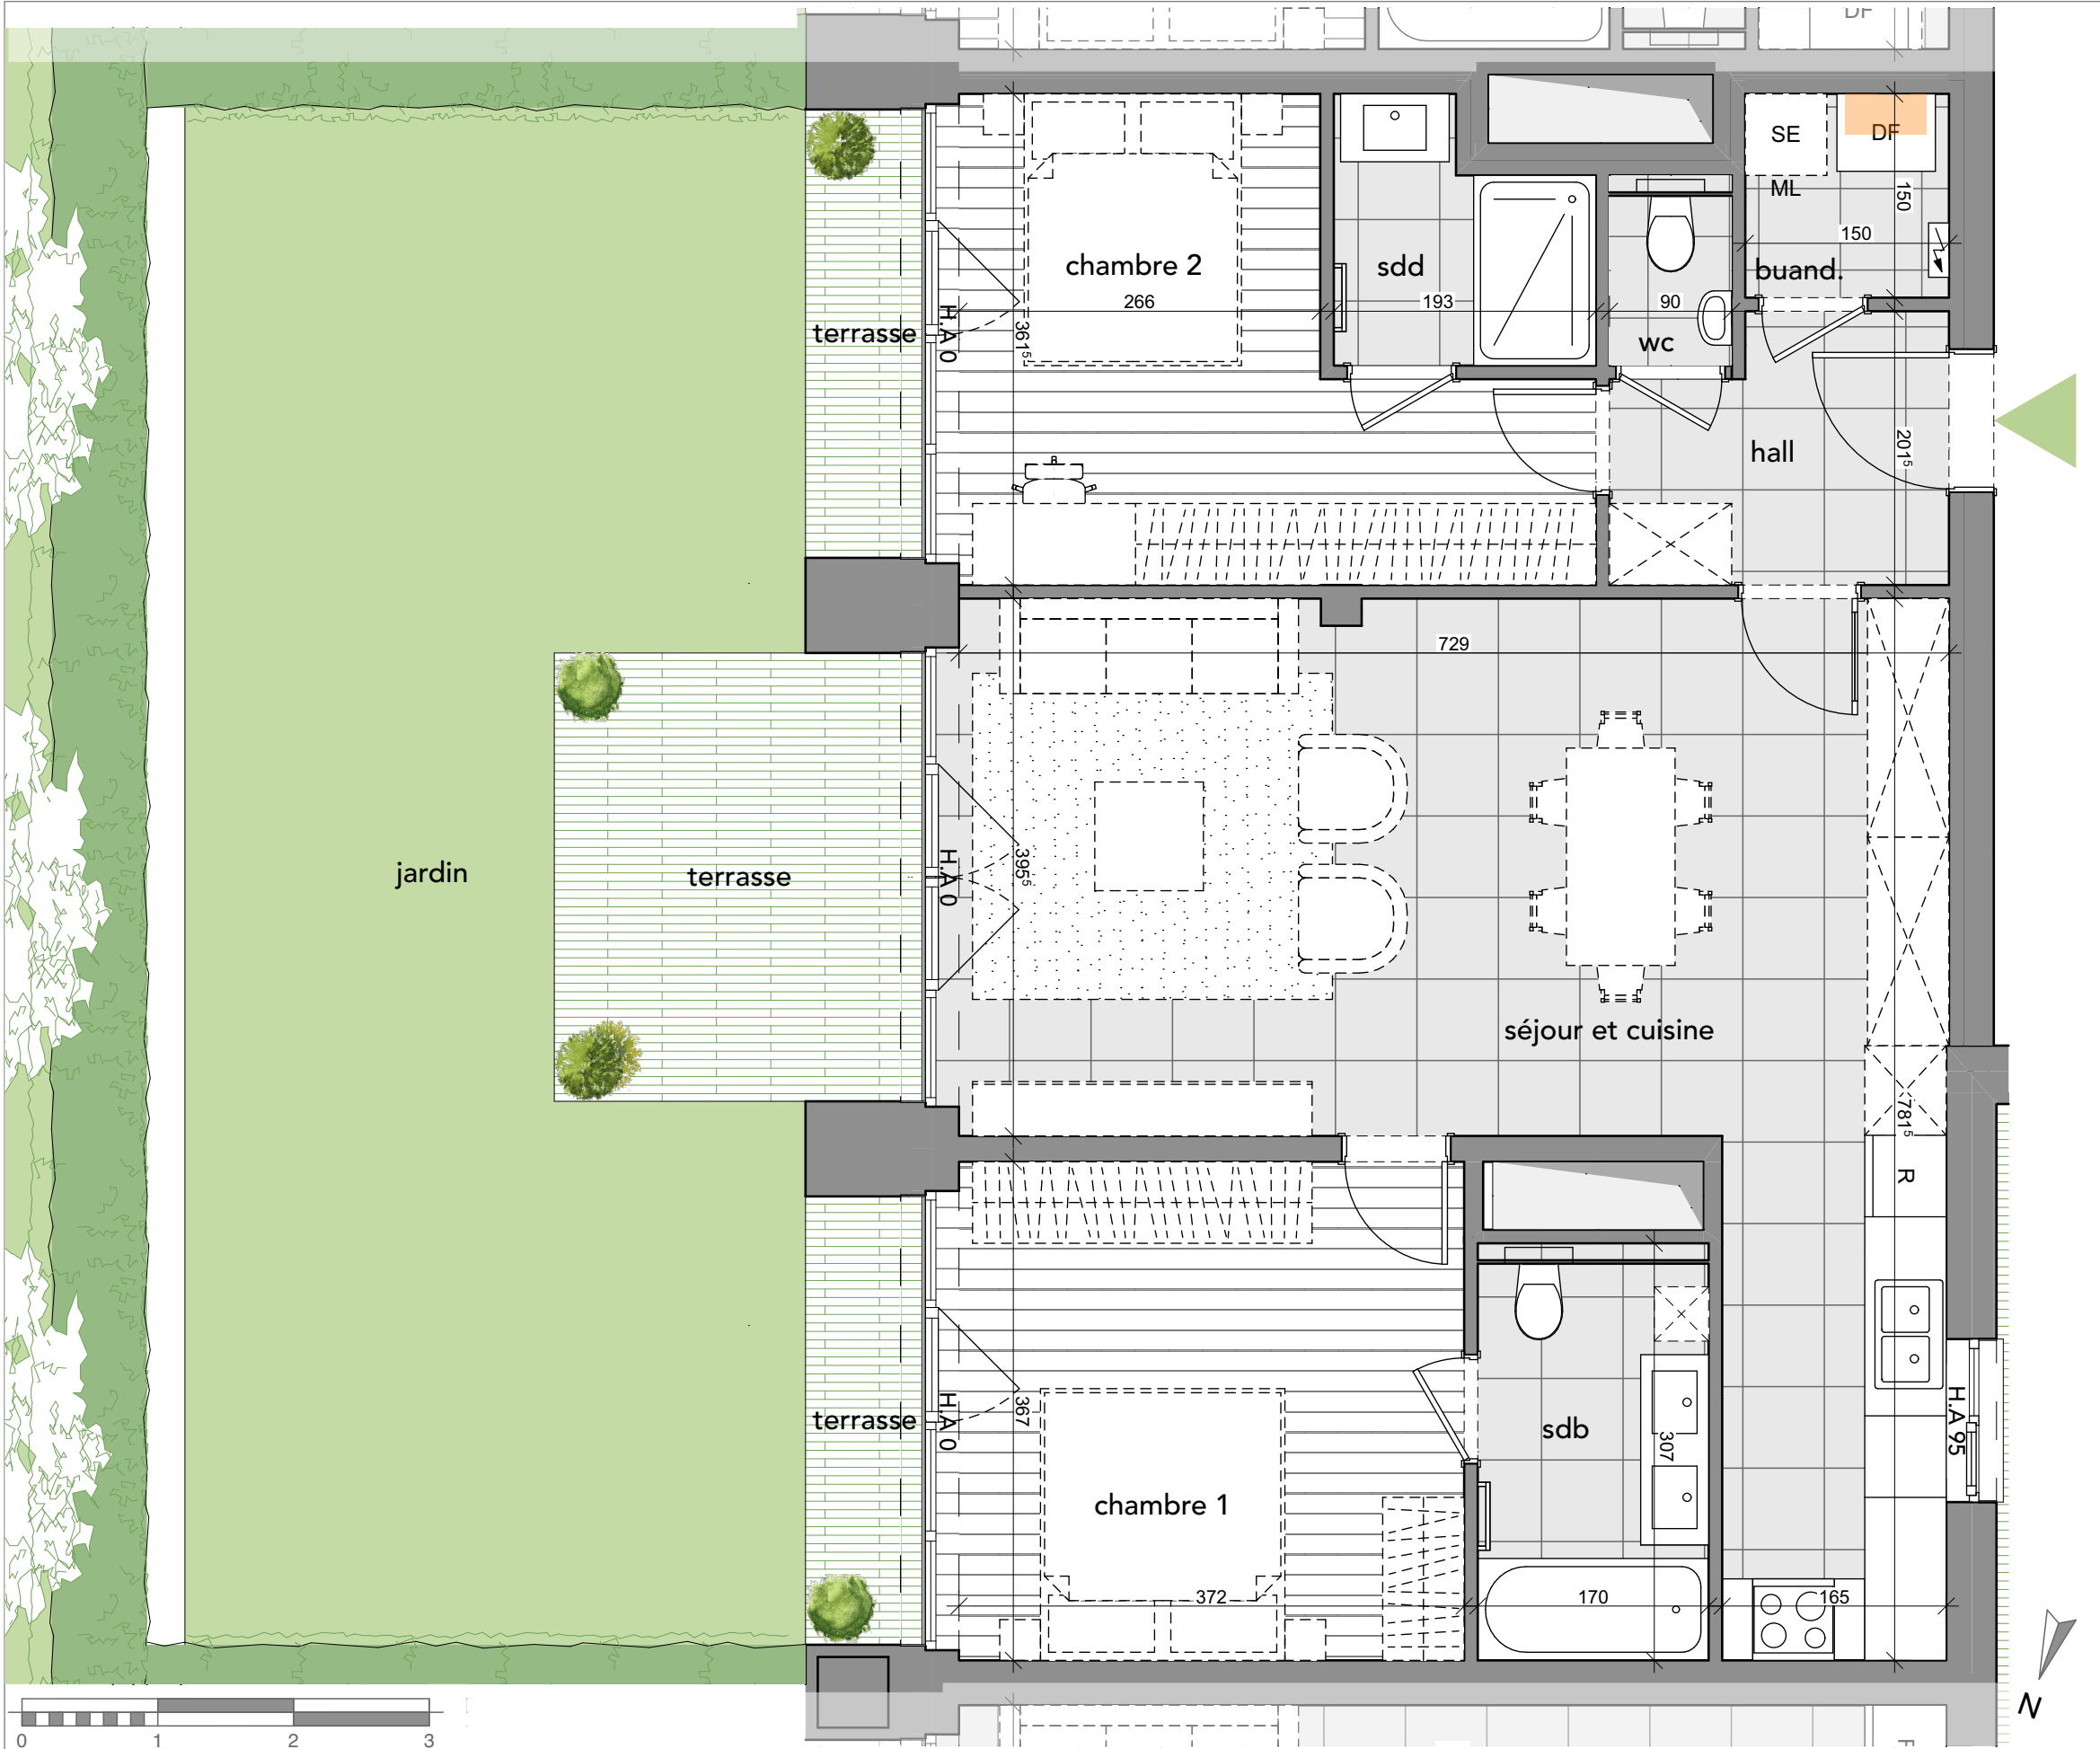 DF
SE
DF
ML
150
150
buand.
chambre 2
266
sdd
193
90
wc
terrasse
H.A 0
361⁵
hall
201⁵
729
jardin
terrasse
H.A 0
395⁵
séjour et cuisine
781⁵
R
terrasse
H.A 0
367
chambre 1
372
sdb
307
170
165
H.A 95
N
0 1 2 3